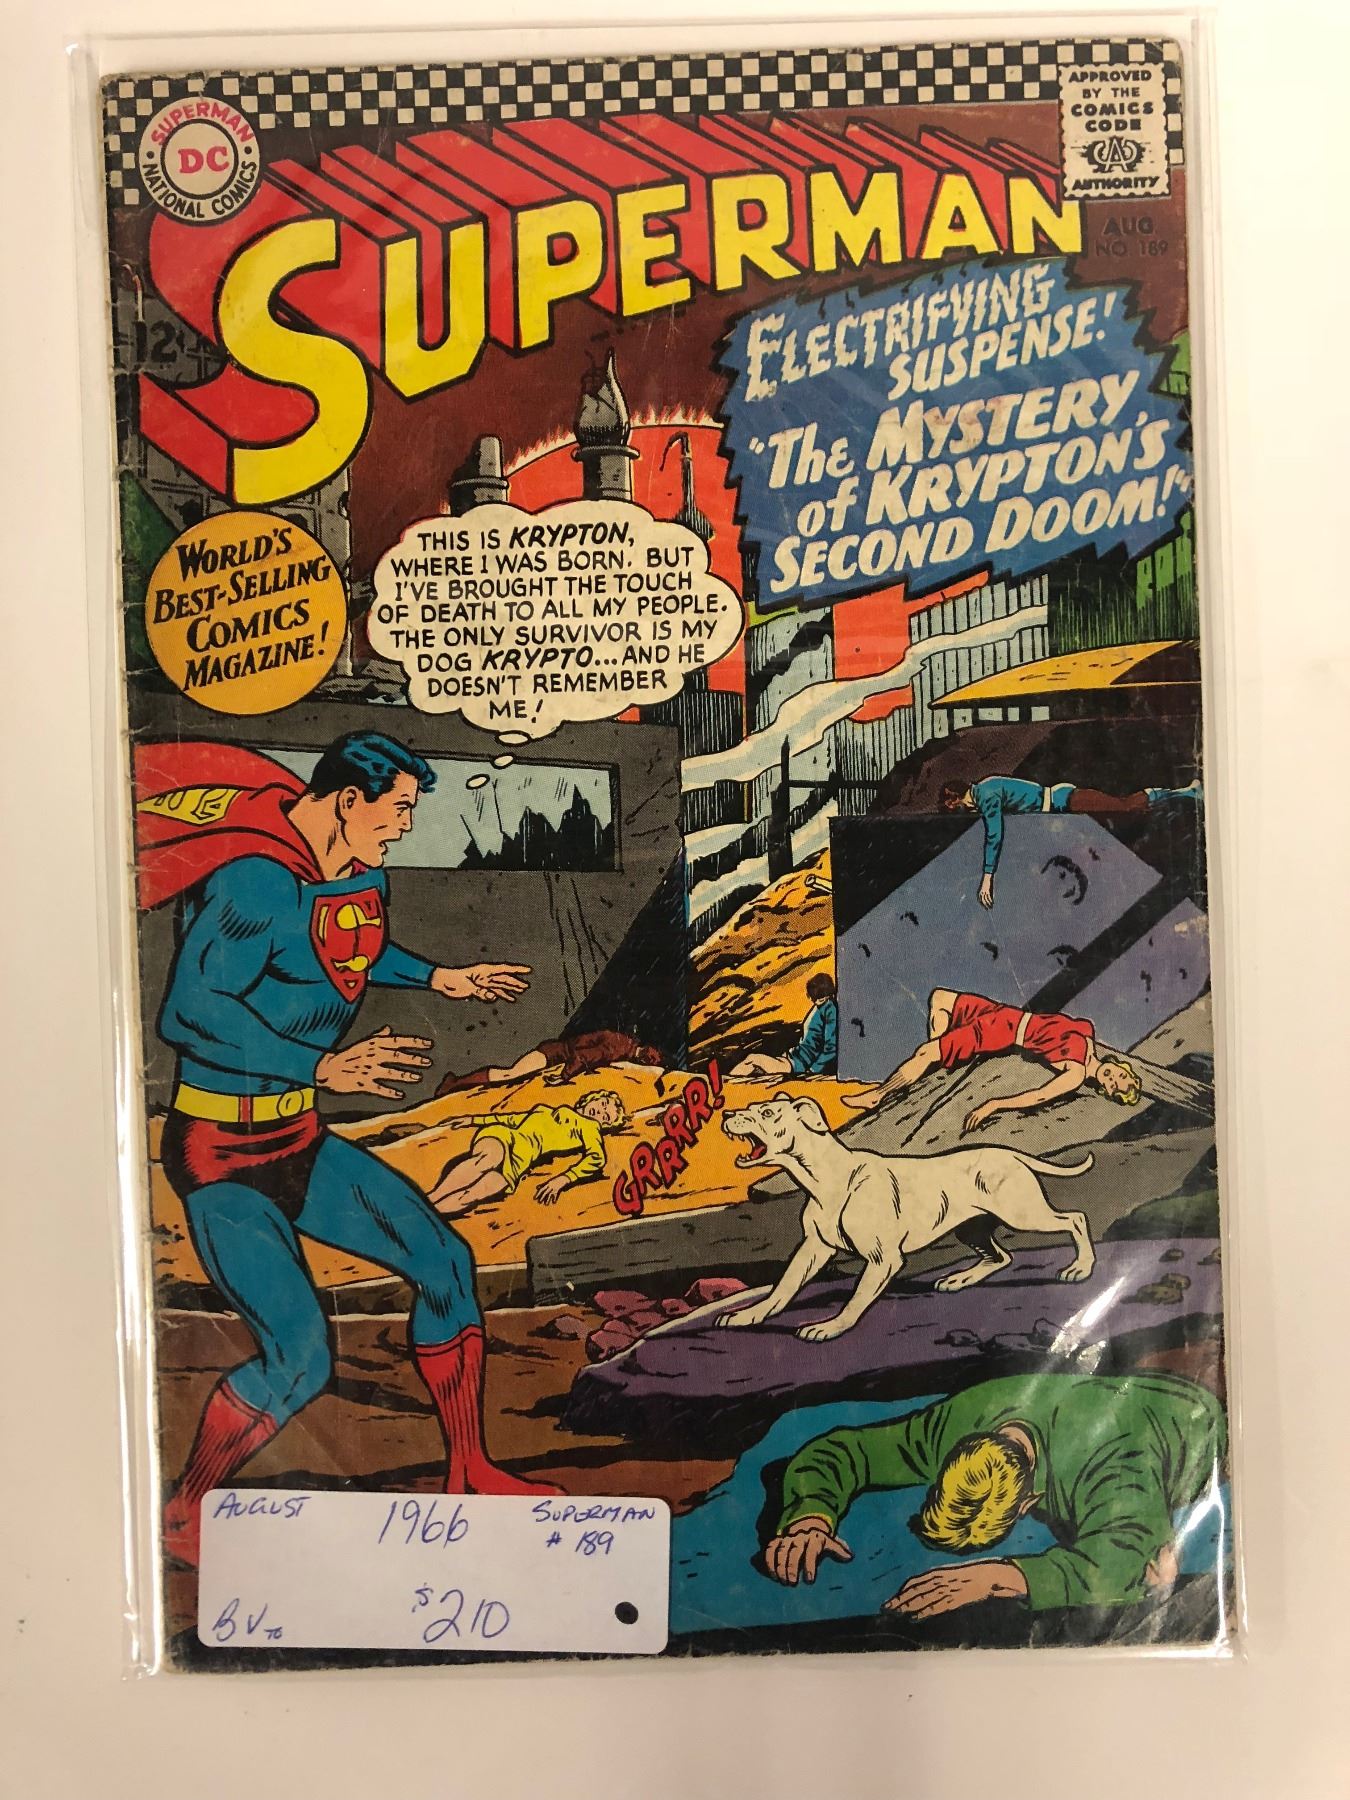 SUPERMAN
DC
NATIONAL COMICS
APPROVED
BY THE
COMICS
CODE
CA
AUTHORITY
SUPERMAN
AUG.
NO. 189
12¢
ELECTRIFYING
SUSPENSE!
"The MYSTERY
of KRYPTON'S
SECOND DOOM!"
WORLD'S
BEST-SELLING
COMICS
MAGAZINE!
THIS IS KRYPTON,
WHERE I WAS BORN. BUT
I'VE BROUGHT THE TOUCH
OF DEATH TO ALL MY PEOPLE.
THE ONLY SURVIVOR IS MY
DOG KRYPTO...AND HE
DOESN'T REMEMBER
ME!
S
S
GRRRR!
AUGUST 1966 SUPERMAN
# 189
BV TO $210